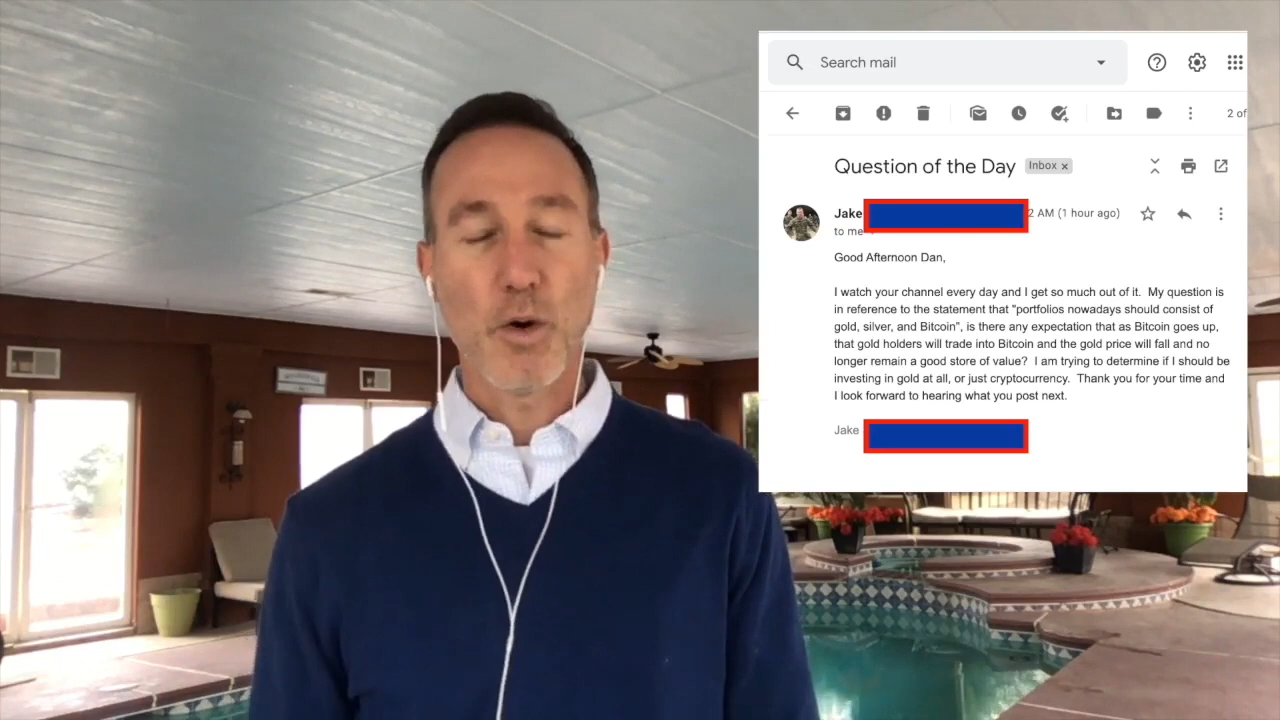 Search mail
2 of
Question of the Day
Inbox x
Jake
2 AM (1 hour ago)
to me
Good Afternoon Dan,
I watch your channel every day and I get so much out of it. My question is
in reference to the statement that "portfolios nowadays should consist of
gold, silver, and Bitcoin", is there any expectation that as Bitcoin goes up,
that gold holders will trade into Bitcoin and the gold price will fall and no
longer remain a good store of value? I am trying to determine if I should be
investing in gold at all, or just cryptocurrency. Thank you for your time and
I look forward to hearing what you post next.
Jake